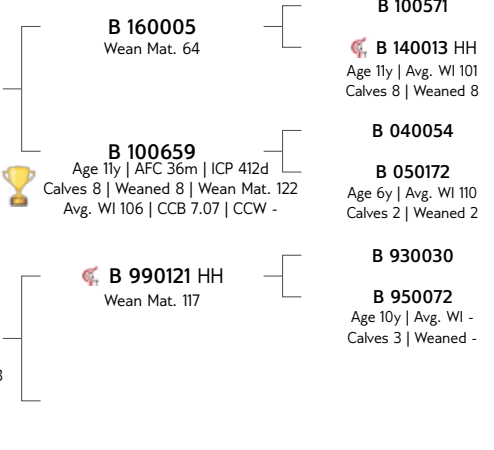 B 100571
B 160005
Wean Mat. 64
B 140013 HH
Age 11y | Avg. WI 101
Calves 8 | Weaned 8
B 040054
B 100659
Age 11y | AFC 36m | ICP 412d
Calves 8 | Weaned 8 | Wean Mat. 122
Avg. WI 106 | CCB 7.07 | CCW -
B 050172
Age 6y | Avg. WI 110
Calves 2 | Weaned 2
B 930030
B 990121 HH
Wean Mat. 117
B 950072
Age 10y | Avg. WI -
Calves 3 | Weaned -